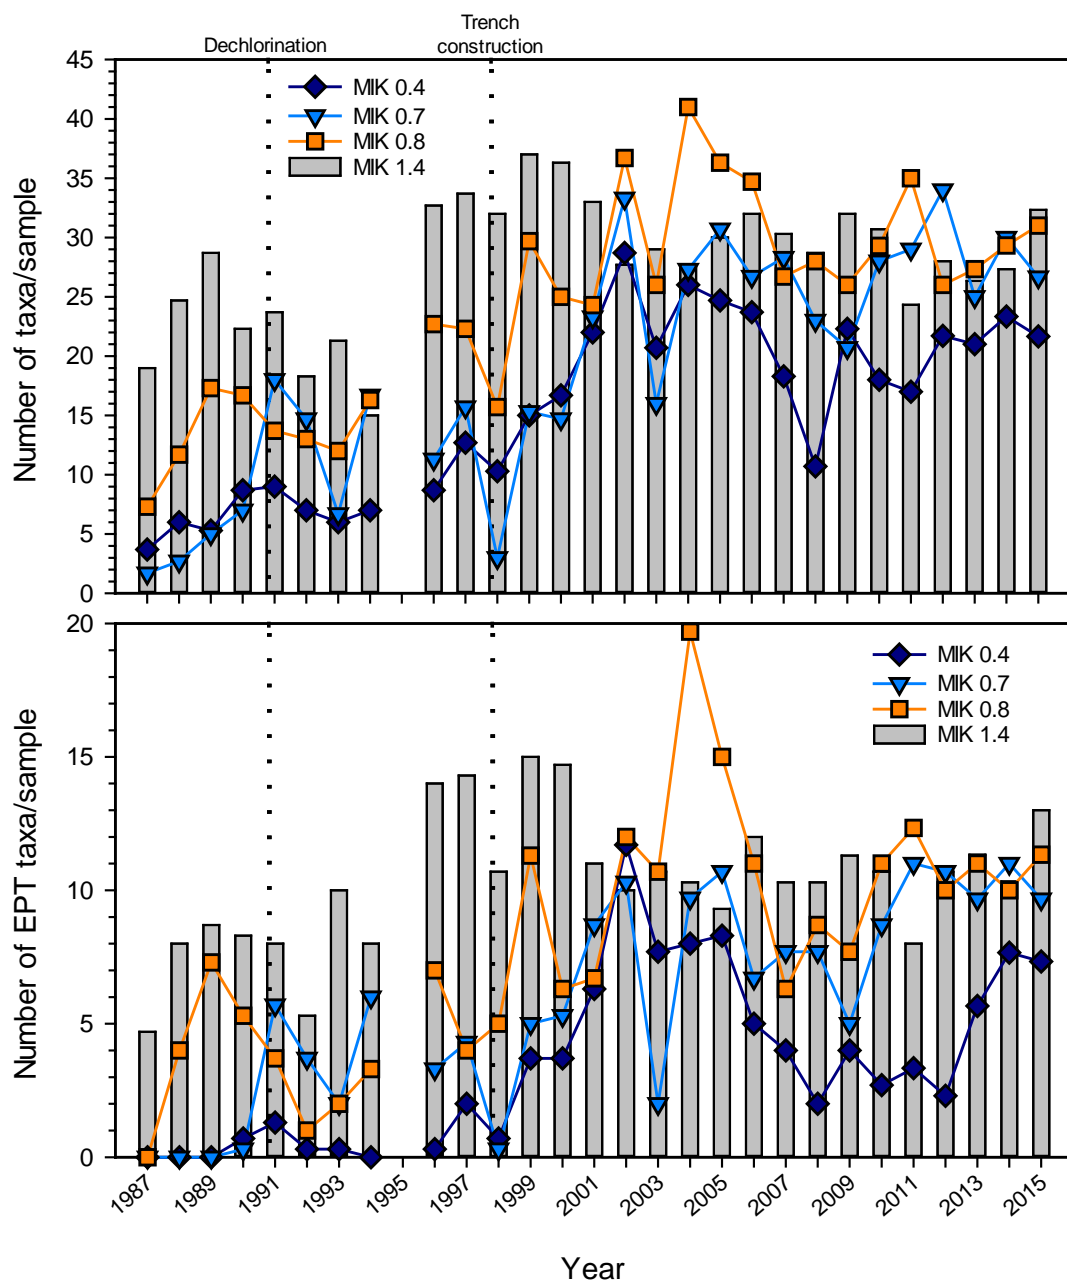 Trench
Dechlorination construction
45
40
35
30
25
20
15
10
5
0
Number of taxa/sample
MIK 0.4
MIK 0.7
MIK 0.8
MIK 1.4
20
15
10
5
0
Number of EPT taxa/sample
MIK 0.4
MIK 0.7
MIK 0.8
MIK 1.4
1987 1989 1991 1993 1995 1997 1999 2001 2003 2005 2007 2009 2011 2013 2015
Year